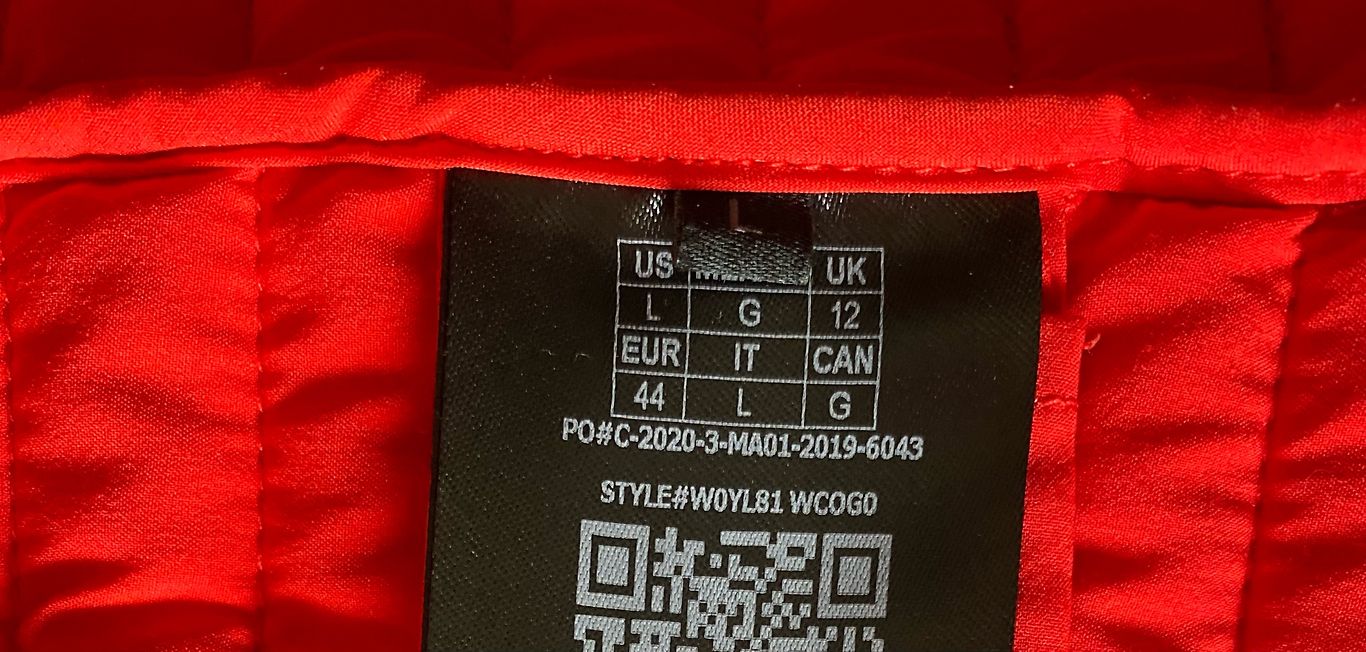 US UK
L G 12
EUR IT CAN
44 L G
PO#C-2020-3-MA01-2019-6043
STYLE#W0YL81 WCOG0